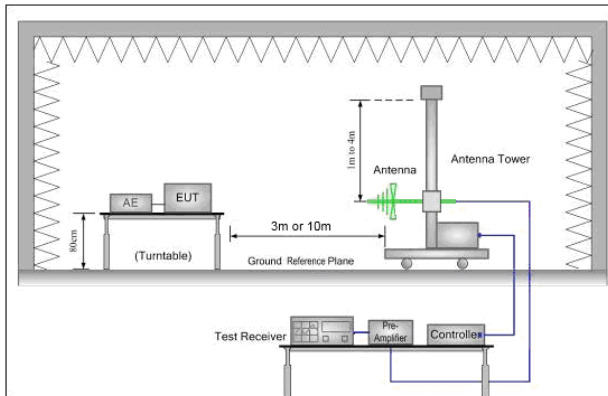 1m to 4m
Antenna
Antenna Tower
AE
EUT
80cm
(Turntable)
3m or 10m
Ground Reference Plane
Test Receiver
Pre-
Amplifier
Controlle